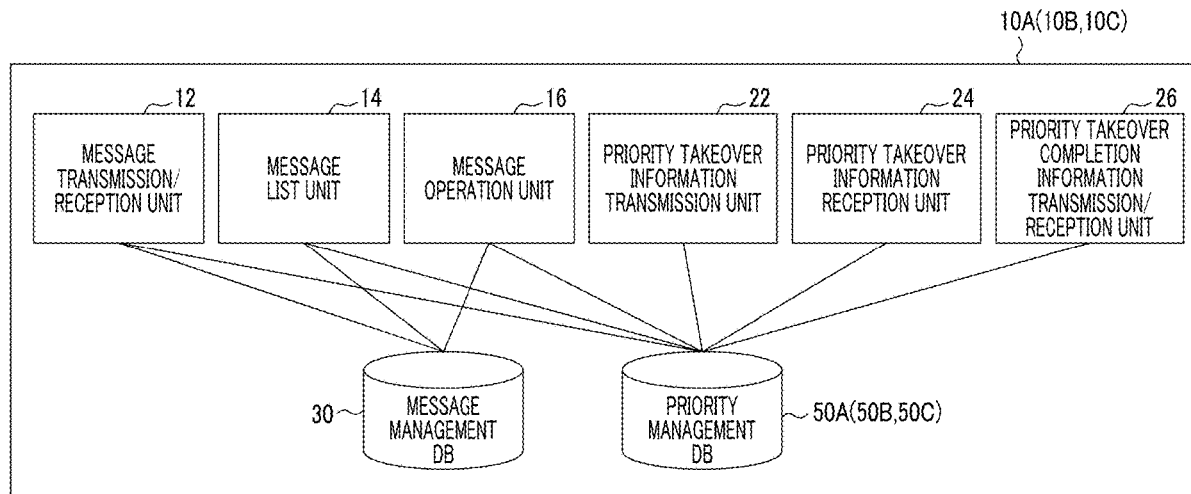 10A(10B,10C)
12
14
16
22
24
26
MESSAGE
TRANSMISSION/
RECEPTION UNIT
MESSAGE
LIST UNIT
MESSAGE
OPERATION UNIT
PRIORITY TAKEOVER
INFORMATION
TRANSMISSION UNIT
PRIORITY TAKEOVER
INFORMATION
RECEPTION UNIT
PRIORITY TAKEOVER
COMPLETION
INFORMATION
TRANSMISSION/
RECEPTION UNIT
30
MESSAGE
MANAGEMENT
DB
PRIORITY
MANAGEMENT
DB
50A(50B,50C)